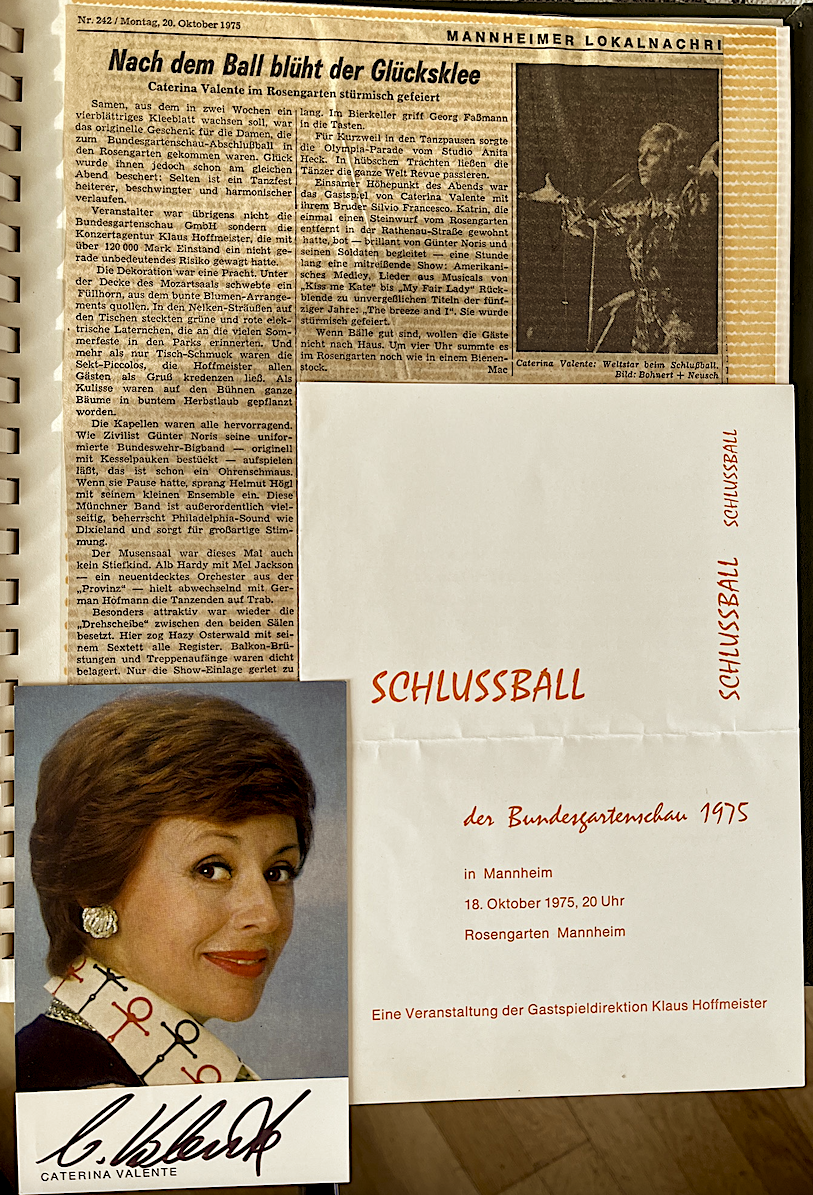 Nr. 242 / Montag, 20. Oktober 1975
MANNHEIMER LOKALNACHRI
Nach dem Ball blüht der Glücksklee
Caterina Valente im Rosengarten stürmisch gefeiert
Samen, aus dem in zwei Wochen ein
vierblättriges Kleeblatt wachsen soll, war
das originelle Geschenk für die Damen, die
zum Bundesgartenschau-Abschlußball in
den Rosengarten gekommen waren. Glück
wurde ihnen jedoch schon am gleichen
Abend beschert: Selten ist ein Tanzfest
heiterer, beschwingter und harmonischer
verlaufen.
Veranstalter war übrigens nicht die
Bundesgartenschau GmbH sondern die
Konzertagentur Klaus Hoffmeister, die mit
über 120 000 Mark Einstand ein nicht ge-
rade unbedeutendes Risiko gewagt hatte.
Die Dekoration war eine Pracht. Unter
der Decke des Mozartsaals schwebte ein
Füllhorn, aus dem bunte Blumen-Arrange-
ments quollen. In den Nelken-Sträußen auf
den Tischen steckten grüne und rote elek-
trische Laternchen, die an die vielen Som-
merfeste in den Parks erinnerten. Und
mehr als nur Tisch-Schmuck waren die
Sekt-Piccolos, die Hoffmeister allen
Gästen als Gruß kredenzen ließ. Als
Kulisse waren auf den Bühnen ganze
Bäume in buntem Herbstlaub gepflanzt
worden.
Die Kapellen waren alle hervorragend.
Wie Zivilist Günter Noris seine unifor-
mierte Bundeswehr-Bigband — originell
mit Kesselpauken bestückt — aufspielen
läßt, das ist schon ein Ohrenschmaus.
Wenn sie Pause hatte, sprang Helmut Högl
mit seinem kleinen Ensemble ein. Diese
Münchner Band ist außerordentlich viel-
seitig, beherrscht Philadelphia-Sound wie
Dixieland und sorgt für großartige Stim-
mung.
Der Musensaal war dieses Mal auch
kein Stiefkind. Alb Hardy mit Mel Jackson
— ein neuentdecktes Orchester aus der
„Provinz“ — hielt abwechselnd mit Ger-
man Hofmann die Tanzenden auf Trab.
Besonders attraktiv war wieder die
„Drehscheibe“ zwischen den beiden Sälen
besetzt. Hier zog Hazy Osterwald mit sei-
nem Sextett alle Register. Balkon-Brü-
stungen und Treppenaufänge waren dicht
belagert. Nur die Show-Einlage geriet zu
lang. Im Bierkeller griff Georg Faßmann
in die Tasten.
Für Kurzweil in den Tanzpausen sorgte
die Olympia-Parade vom Studio Anita
Heck. In hübschen Trachten ließen die
Tänzer die ganze Welt Revue passieren.
Einsamer Höhepunkt des Abends war
das Gastspiel von Caterina Valente mit
ihrem Bruder Silvio Francesco. Katrin, die
einmal einen Steinwurf vom Rosengarten
entfernt in der Rathenau-Straße gewohnt
hatte, bot — brillant von Günter Noris und
seinen Soldaten begleitet — eine Stunde
lang eine mitreißende Show: Amerikani-
sches Medley, Lieder aus Musicals von
„Kiss me Kate“ bis „My Fair Lady“ Rück-
blende zu unvergeßlichen Titeln der fünf-
ziger Jahre: „The breeze and I“. Sie wurde
stürmisch gefeiert.
Wenn Bälle gut sind, wollen die Gäste
nicht nach Haus. Um vier Uhr summte es
im Rosengarten noch wie in einem Bienen-
stock. Mac
Caterina Valente: Weltstar beim Schlußball.
Bild: Bohnert + Neusch
SCHLUSSBALL
SCHLUSSBALL
SCHLUSSBALL
der Bundesgartenschau 1975
in Mannheim
18. Oktober 1975, 20 Uhr
Rosengarten Mannheim
Eine Veranstaltung der Gastspieldirektion Klaus Hoffmeister
C. Valente
CATERINA VALENTE